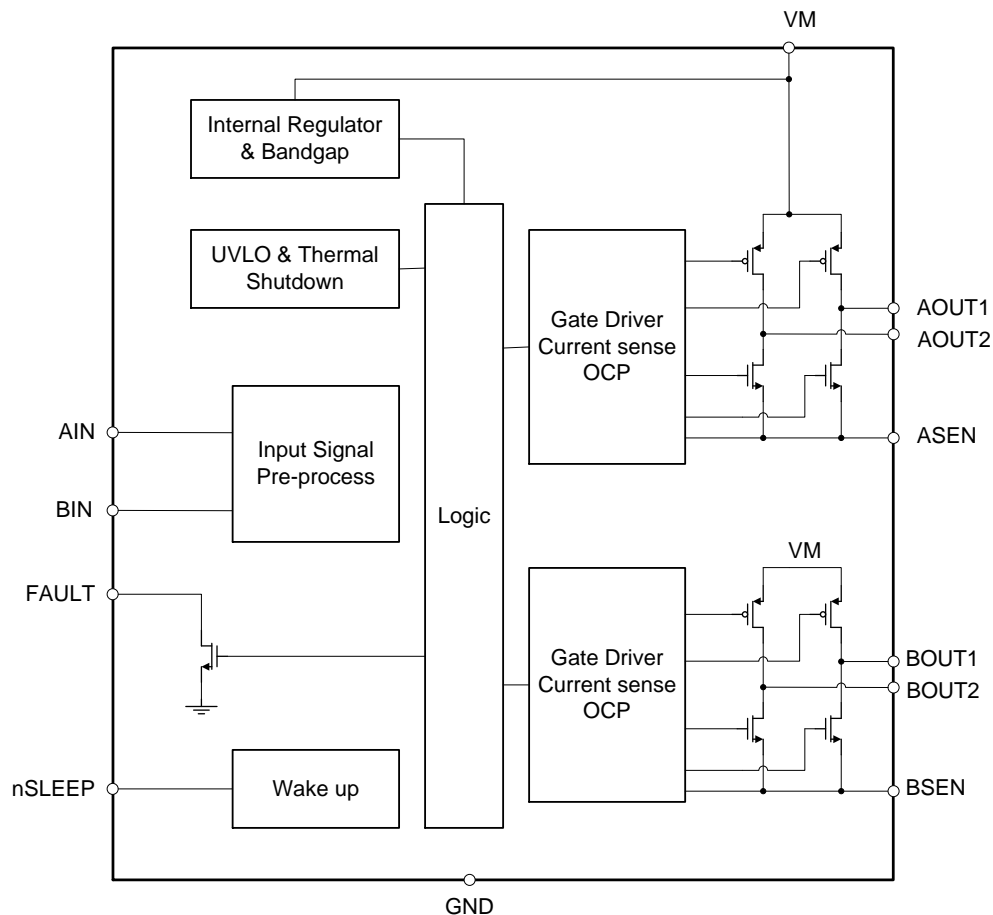 VM
Internal Regulator
& Bandgap
UVLO & Thermal
Shutdown
Gate Driver
Current sense
OCP
AOUT1
AOUT2
AIN
Input Signal
Pre-process
ASEN
BIN
Logic
VM
FAULT
Gate Driver
Current sense
OCP
BOUT1
BOUT2
nSLEEP
Wake up
BSEN
GND